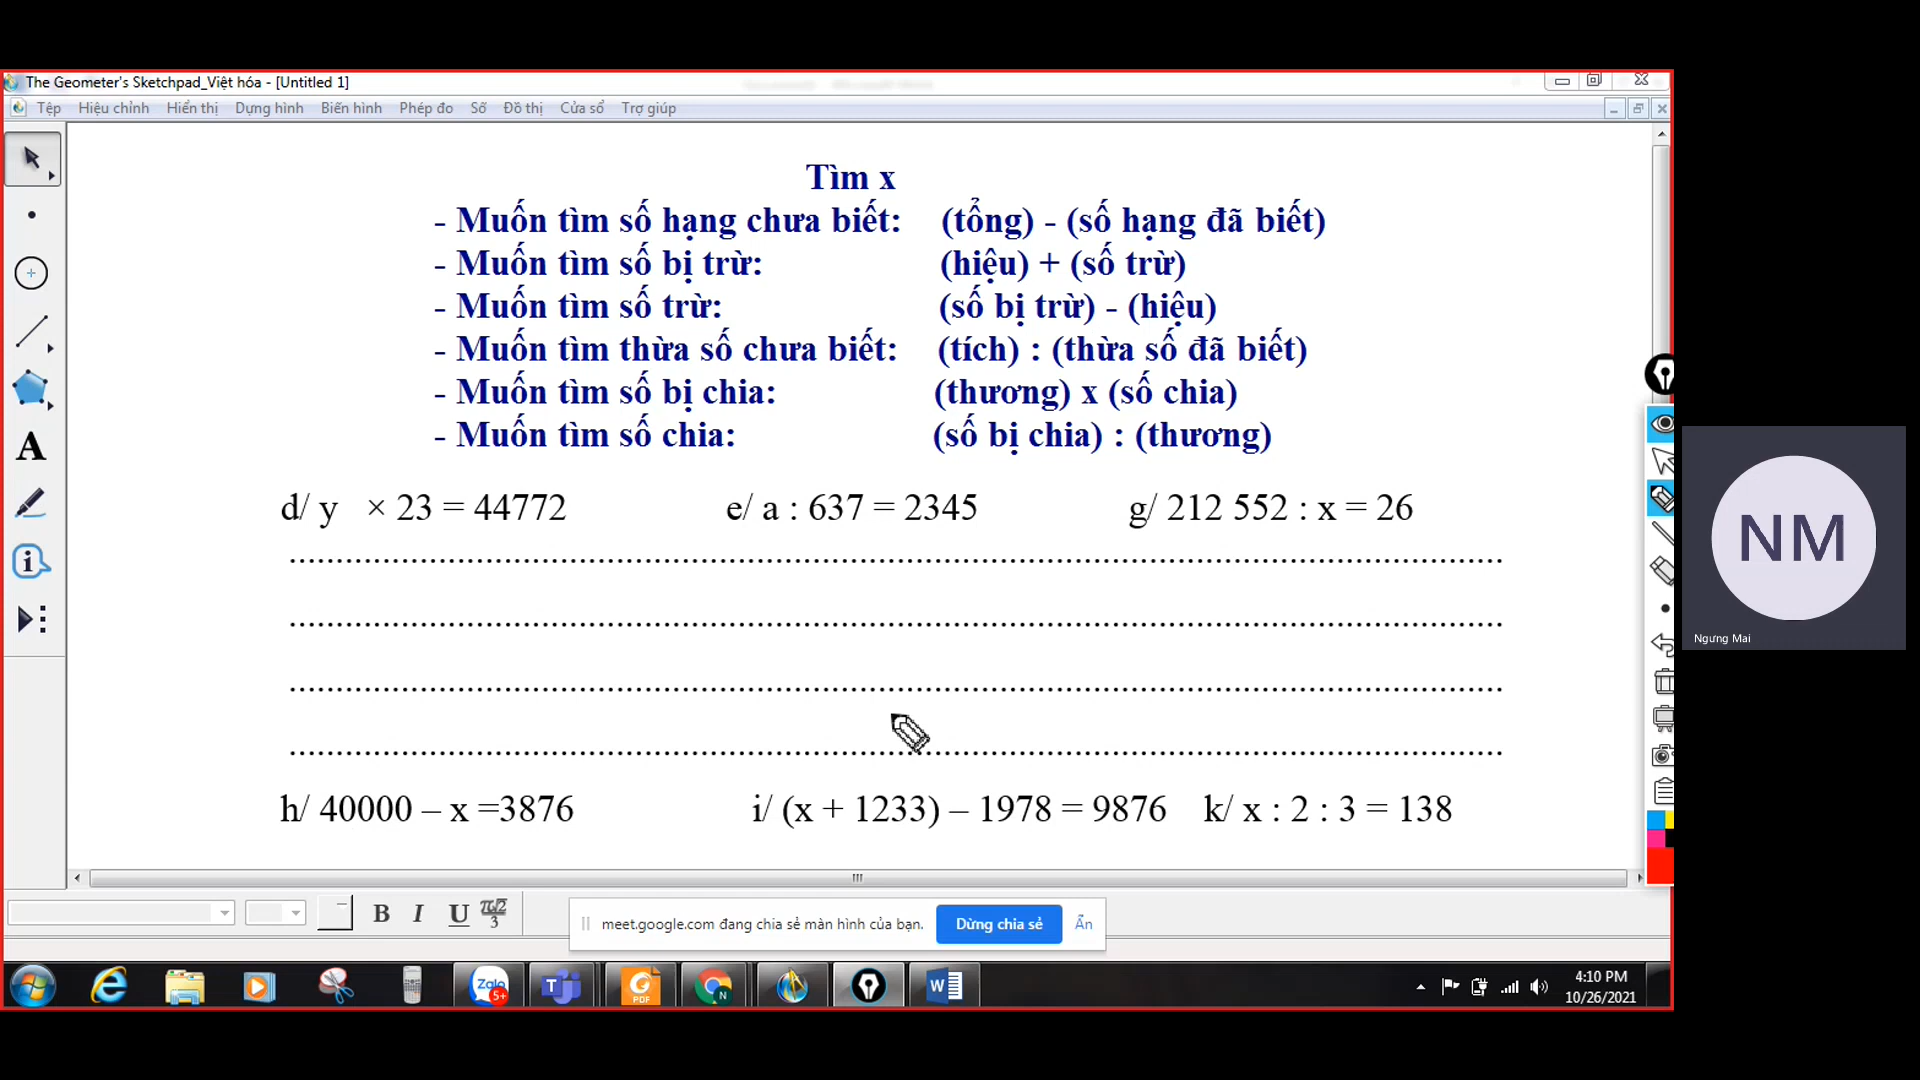 The Geometer's Sketchpad_Việt hóa - [Untitled 1]
Tệp Hiệu chỉnh Hiển thị Dựng hình Biến hình Phép đo Số Đồ thị Cửa sổ Trợ giúp
Tìm x
- Muốn tìm số hạng chưa biết: (tổng) - (số hạng đã biết)
- Muốn tìm số bị trừ: (hiệu) + (số trừ)
- Muốn tìm số trừ: (số bị trừ) - (hiệu)
- Muốn tìm thừa số chưa biết: (tích) : (thừa số đã biết)
- Muốn tìm số bị chia: (thương) x (số chia)
- Muốn tìm số chia: (số bị chia) : (thương)
d/ y × 23 = 44772 e/ a : 637 = 2345 g/ 212 552 : x = 26
h/ 40000 – x =3876 i/ (x + 1233) – 1978 = 9876 k/ x : 2 : 3 = 138
NM
Ngưng Mai
A
B I U π/2 3
meet.google.com đang chia sẻ màn hình của bạn. Dừng chia sẻ Ẩn
Zalo 5+ T PDF N W
4:10 PM
10/26/2021